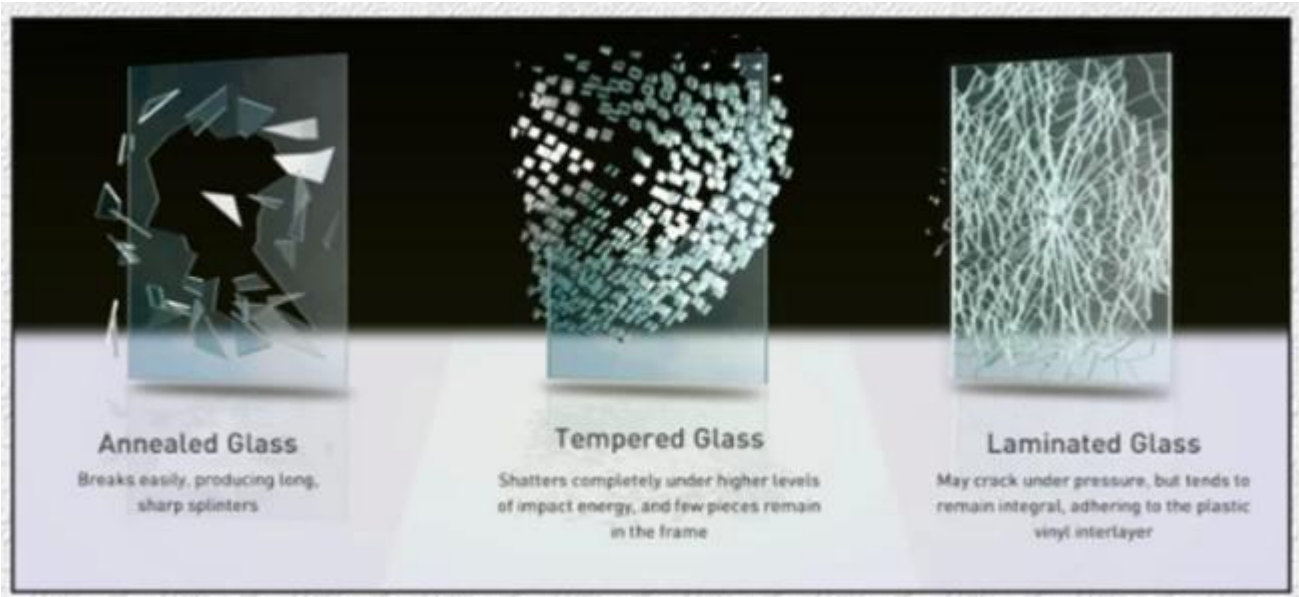 Annealed Glass
Breaks easily, producing long,
sharp splinters
Tempered Glass
Shatters completely under higher levels
of impact energy, and few pieces remain
in the frame
Laminated Glass
May crack under pressure, but tends to
remain integral, adhering to the plastic
vinyl interlayer